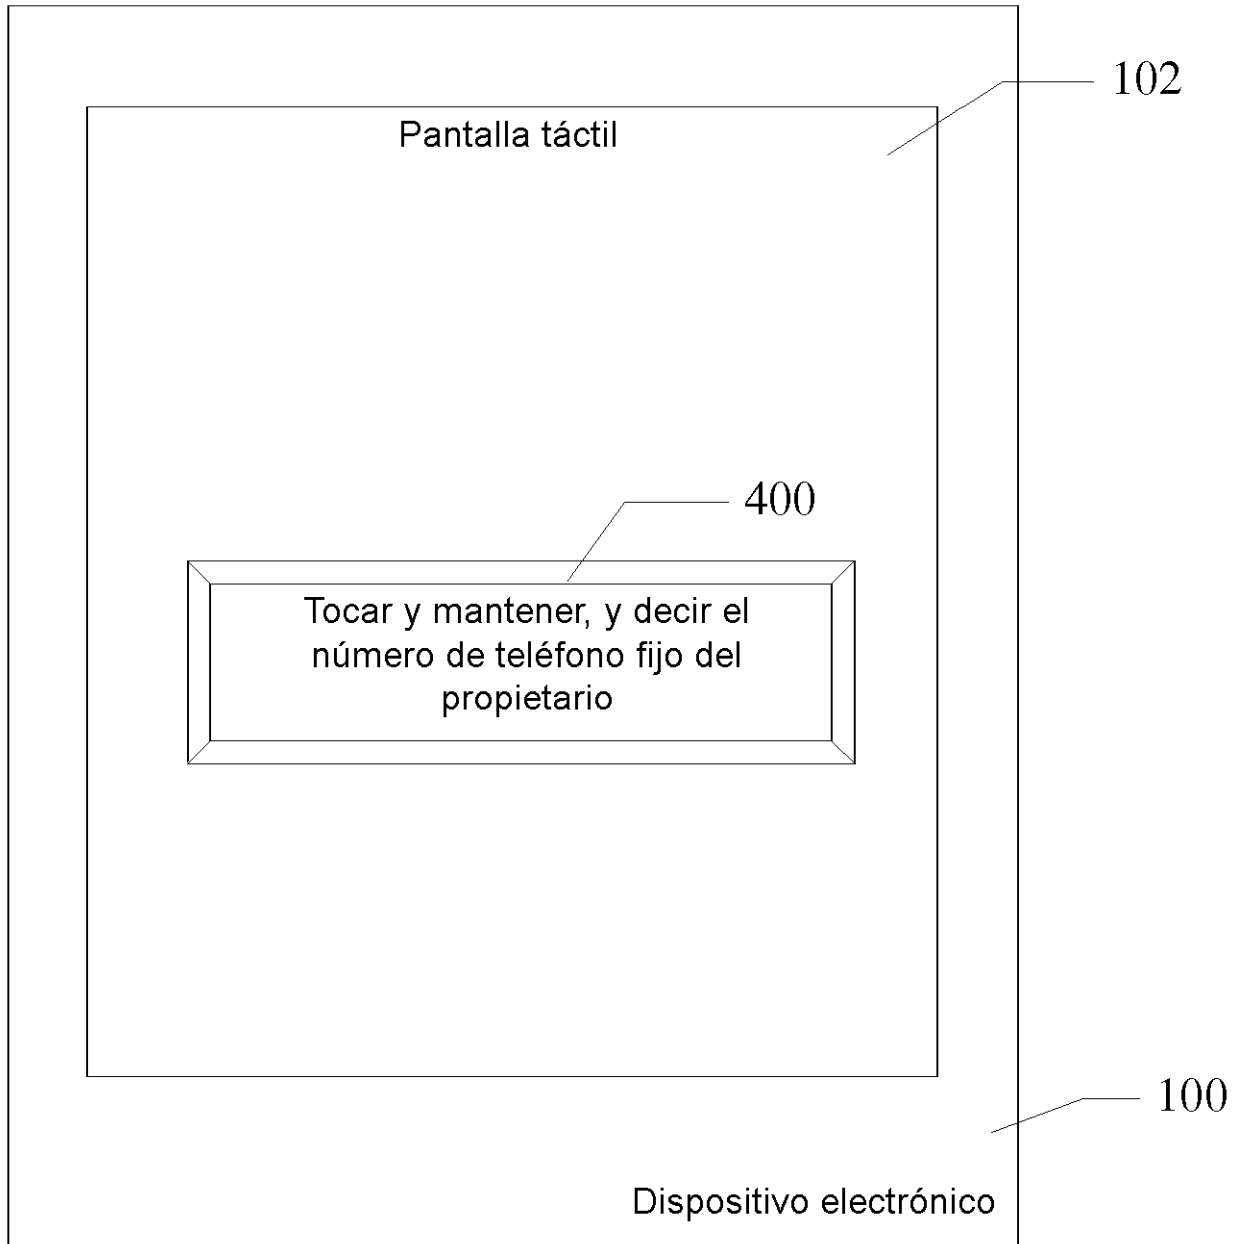 102
Pantalla táctil
400
Tocar y mantener, y decir el
número de teléfono fijo del
propietario
100
Dispositivo electrónico